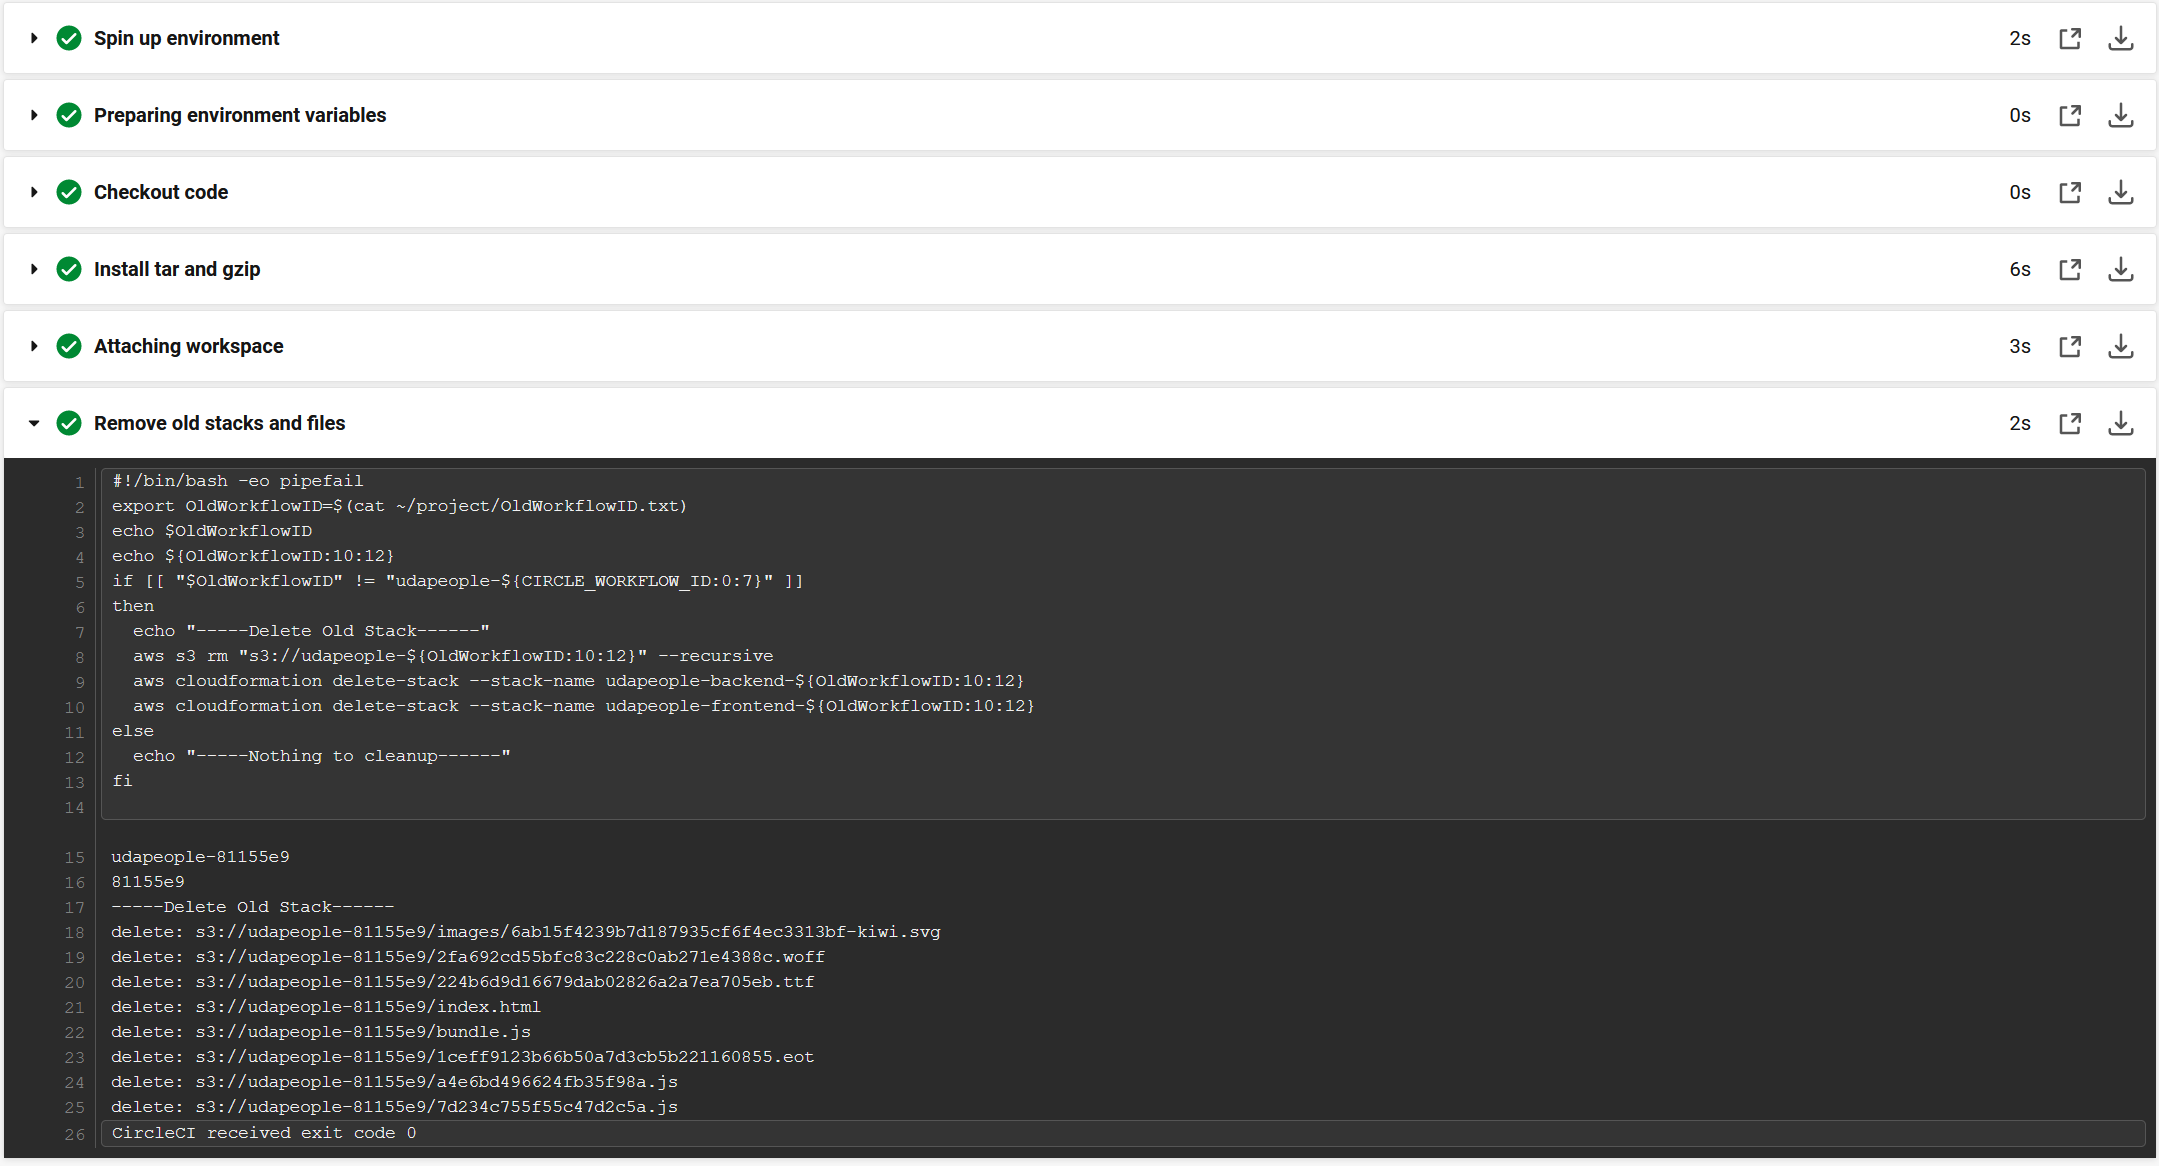 Spin up environment 2s
Preparing environment variables 0s
Checkout code 0s
Install tar and gzip 6s
Attaching workspace 3s
Remove old stacks and files 2s
1 #!/bin/bash -eo pipefail
2 export OldWorkflowID=$(cat ~/project/OldWorkflowID.txt)
3 echo $OldWorkflowID
4 echo ${OldWorkflowID:10:12}
5 if [[ "$OldWorkflowID" != "udapeople-${CIRCLE_WORKFLOW_ID:0:7}" ]]
6 then
7   echo "-----Delete Old Stack------"
8   aws s3 rm "s3://udapeople-${OldWorkflowID:10:12}" --recursive
9   aws cloudformation delete-stack --stack-name udapeople-backend-${OldWorkflowID:10:12}
10   aws cloudformation delete-stack --stack-name udapeople-frontend-${OldWorkflowID:10:12}
11 else
12   echo "-----Nothing to cleanup------"
13 fi
14
15 udapeople-81155e9
16 81155e9
17 -----Delete Old Stack------
18 delete: s3://udapeople-81155e9/images/6ab15f4239b7d187935cf6f4ec3313bf-kiwi.svg
19 delete: s3://udapeople-81155e9/2fa692cd55bfc83c228c0ab271e4388c.woff
20 delete: s3://udapeople-81155e9/224b6d9d16679dab02826a2a7ea705eb.ttf
21 delete: s3://udapeople-81155e9/index.html
22 delete: s3://udapeople-81155e9/bundle.js
23 delete: s3://udapeople-81155e9/1ceff9123b66b50a7d3cb5b221160855.eot
24 delete: s3://udapeople-81155e9/a4e6bd496624fb35f98a.js
25 delete: s3://udapeople-81155e9/7d234c755f55c47d2c5a.js
26 CircleCI received exit code 0